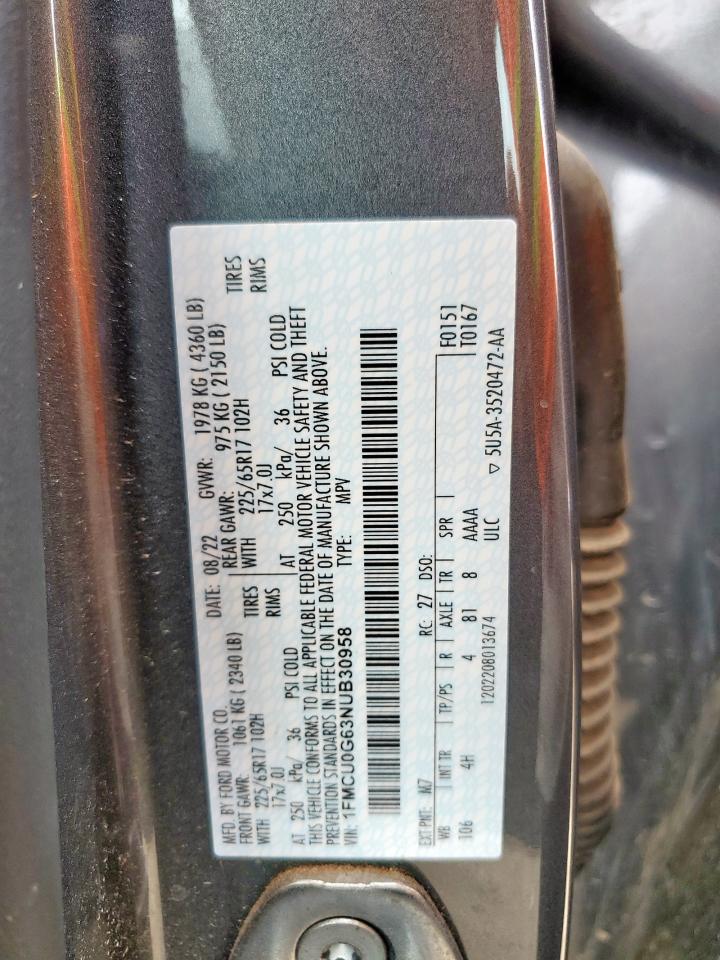 MFD. BY FORD MOTOR CO.
DATE: 08/22 GVWR: 1978 KG ( 4360 LB)
FRONT GAWR: 1061 KG ( 2340 LB) REAR GAWR: 975 KG ( 2150 LB)
WITH 225/65R17 102H TIRES WITH 225/65R17 102H TIRES
17x7.0J RIMS 17x7.0J RIMS
AT 250 kPa/ 36 PSI COLD AT 250 kPa/ 36 PSI COLD
THIS VEHICLE CONFORMS TO ALL APPLICABLE FEDERAL MOTOR VEHICLE SAFETY AND THEFT
PREVENTION STANDARDS IN EFFECT ON THE DATE OF MANUFACTURE SHOWN ABOVE.
VIN: 1FMCU0G63NUB30958 TYPE: MPV
EXT PNT: M7 RC: 27 DSO: F0151
WB INT TR TP/PS R AXLE TR SPR T0167
106 4H 4 81 8 AAAA
1202208013674 ULC ▽ 5U5A-3520472-AA